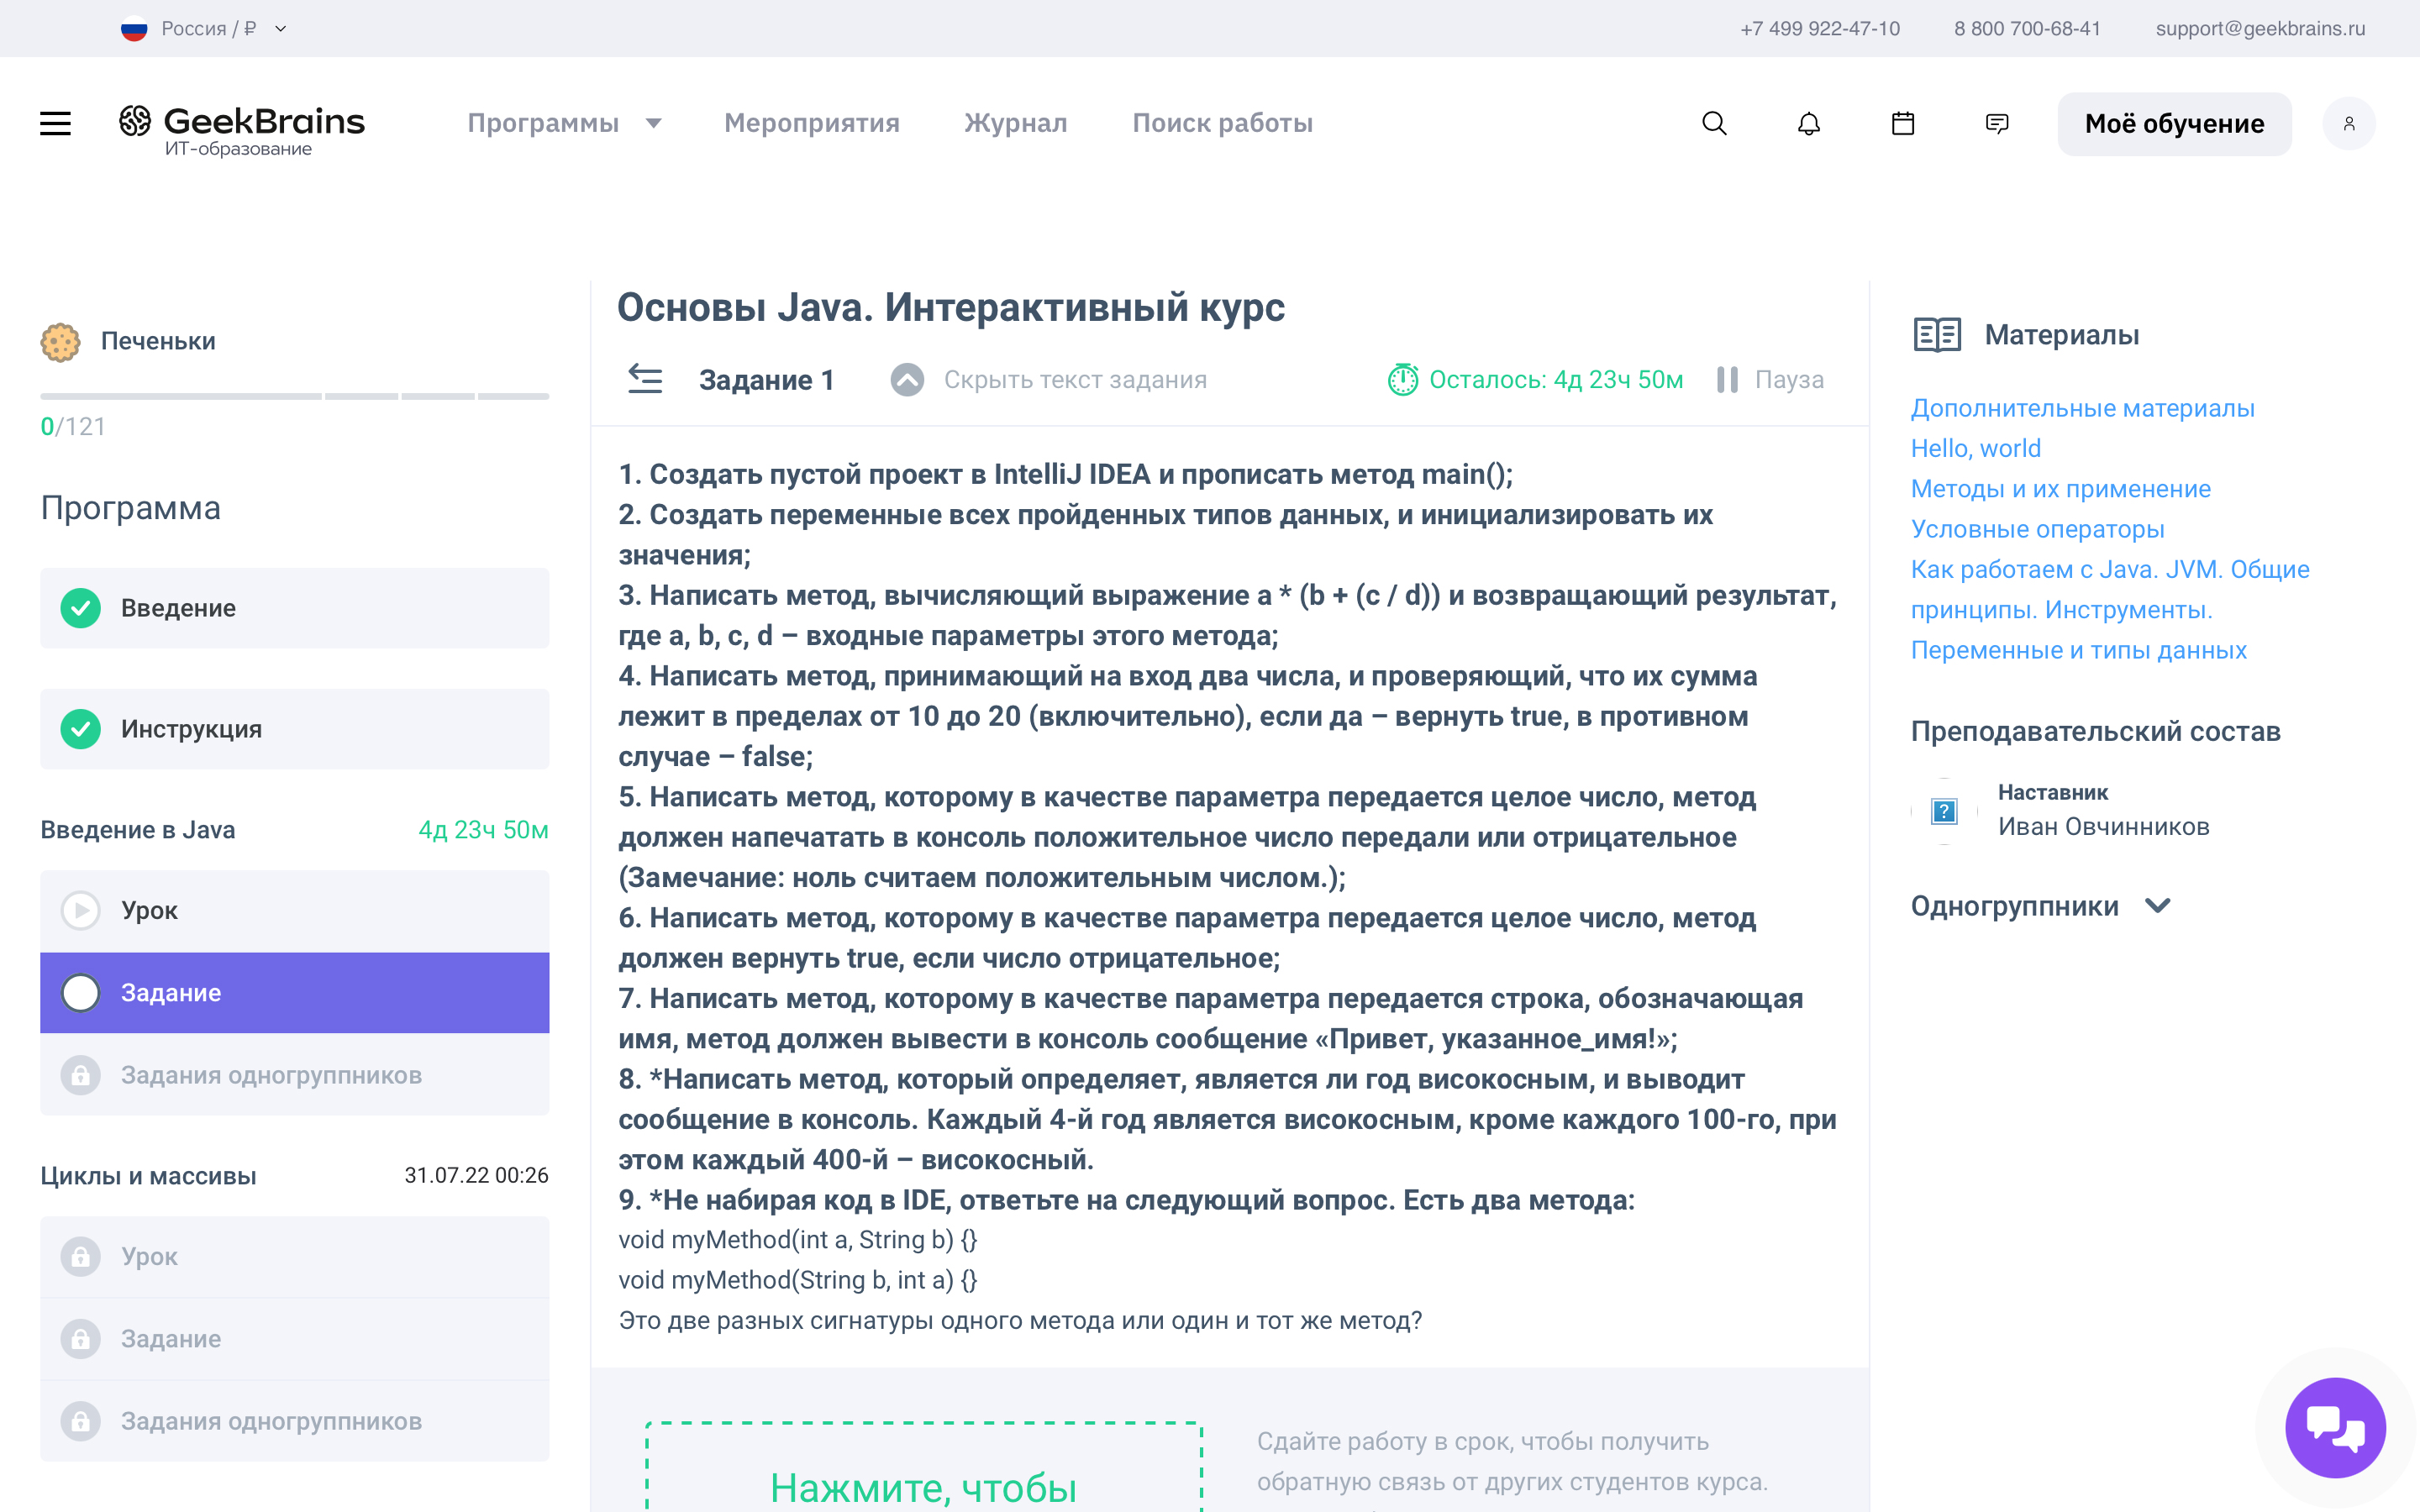 Россия / ₽
+7 499 922-47-10
8 800 700-68-41
support@geekbrains.ru
GeekBrains
ИТ-образование
Программы
Мероприятия
Журнал
Поиск работы
Моё обучение
Печеньки
0/121
Программа
Введение
Инструкция
Введение в Java
4д 23ч 50м
Урок
Задание
Задания одногруппников
Циклы и массивы
31.07.22 00:26
Урок
Задание
Задания одногруппников
Основы Java. Интерактивный курс
Задание 1
Скрыть текст задания
Осталось: 4д 23ч 50м
Пауза
1. Создать пустой проект в IntelliJ IDEA и прописать метод main();
2. Создать переменные всех пройденных типов данных, и инициализировать их
значения;
3. Написать метод, вычисляющий выражение a * (b + (c / d)) и возвращающий результат,
где a, b, c, d – входные параметры этого метода;
4. Написать метод, принимающий на вход два числа, и проверяющий, что их сумма
лежит в пределах от 10 до 20 (включительно), если да – вернуть true, в противном
случае – false;
5. Написать метод, которому в качестве параметра передается целое число, метод
должен напечатать в консоль положительное число передали или отрицательное
(Замечание: ноль считаем положительным числом.);
6. Написать метод, которому в качестве параметра передается целое число, метод
должен вернуть true, если число отрицательное;
7. Написать метод, которому в качестве параметра передается строка, обозначающая
имя, метод должен вывести в консоль сообщение «Привет, указанное_имя!»;
8. *Написать метод, который определяет, является ли год високосным, и выводит
сообщение в консоль. Каждый 4-й год является високосным, кроме каждого 100-го, при
этом каждый 400-й – високосный.
9. *Не набирая код в IDE, ответьте на следующий вопрос. Есть два метода:
void myMethod(int a, String b) {}
void myMethod(String b, int a) {}
Это две разных сигнатуры одного метода или один и тот же метод?
Нажмите, чтобы
Сдайте работу в срок, чтобы получить
обратную связь от других студентов курса.
Материалы
Дополнительные материалы
Hello, world
Методы и их применение
Условные операторы
Как работаем с Java. JVM. Общие
принципы. Инструменты.
Переменные и типы данных
Преподавательский состав
Наставник
Иван Овчинников
Одногруппники